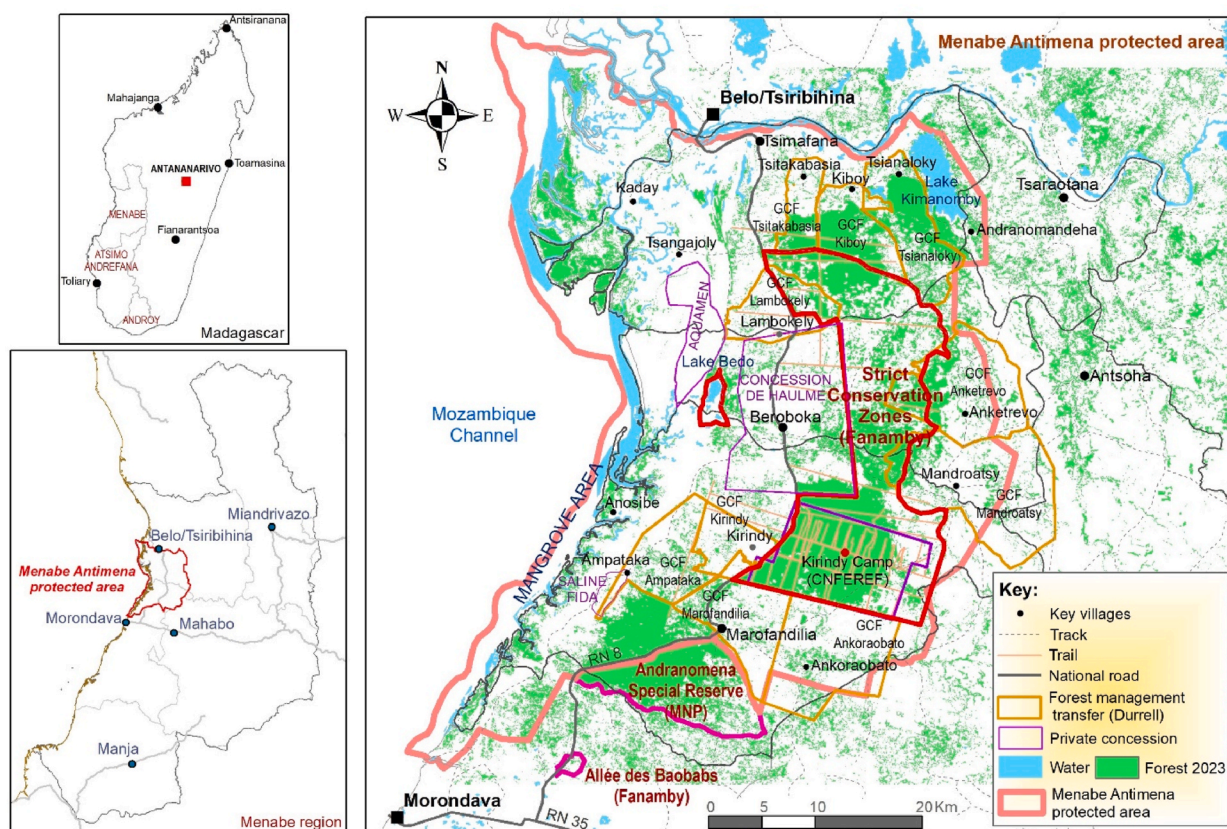 Antsiranana
Mahajanga
Toamasina
ANTANANARIVO
MENABE
Fianarantsoa
ATSIMO
ANDREFANA
Toliary
ANDROY
Madagascar
Miandrivazo
Belo/Tsiribihina
Menabe Antimena
protected area
Morondava
Mahabo
Manja
Menabe region
Menabe Antimena protected area
N
W
E
S
Belo/Tsiribihina
Tsimafana
Tsitakabasia
Tsianaloky
Kiboy
Lake
Kimanomby
Tsaraotana
Kaday
GCF
Tsitakabasia
GCF
Kiboy
GCF
Tsianaloky
Andranomandeha
Tsangajoly
AQUAMEN
GCF
Lambokely
Lambokely
Lake Bedo
CONCESSION
DE HAULME
Strict
Conservation
Zones
(Fanamby)
GCF
Anketrevo
Anketrevo
Antsoha
Mozambique
Channel
Beroboka
MANGROVE AREA
Mandroatsy
GCF
Mandroatsy
Anosibe
GCF
Kirindy
Kirindy
Kirindy Camp
(CNFEREF)
Ampataka
GCF
Ampataka
SALINE
FIDA
GCF
Marofandilia
Marofandilia
GCF
Ankoraobato
Ankoraobato
RN 8
Andranomena
Special Reserve
(MNP)
Allée des Baobabs
(Fanamby)
Morondava
RN 35
0 5 10 20Km
Key:
Key villages
Track
Trail
National road
Forest management
transfer (Durrell)
Private concession
Water
Forest 2023
Menabe Antimena
protected area